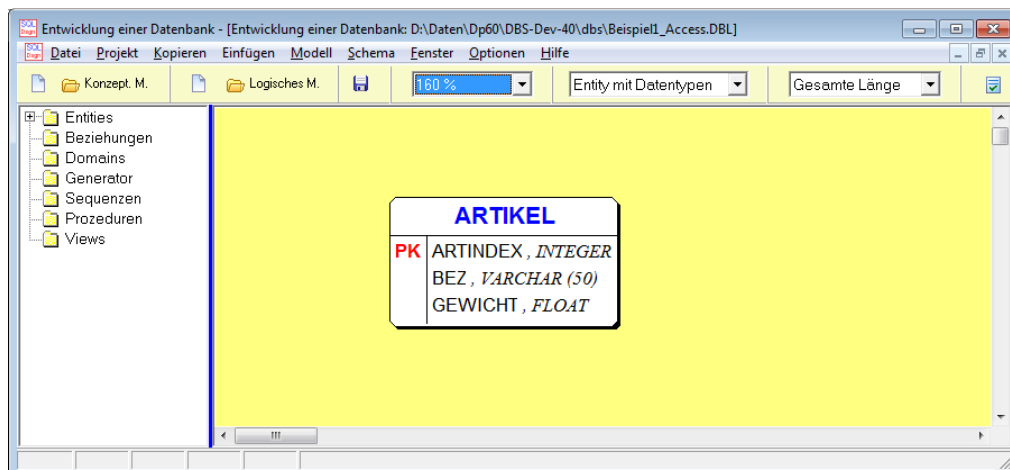 Entwicklung einer Datenbank - [Entwicklung einer Datenbank: D:\Daten\Dp60\DBS-Dev-40\dbs\Beispiel1_Access.DBL]
Datei Projekt Kopieren Einfügen Modell Schema Fenster Optionen Hilfe
Konzept. M. Logisches M. 160 % Entity mit Datentypen Gesamte Länge
Entities
Beziehungen
Domains
Generator
Sequenzen
Prozeduren
Views
ARTIKEL
PK ARTINDEX , INTEGER
BEZ , VARCHAR (50)
GEWICHT , FLOAT